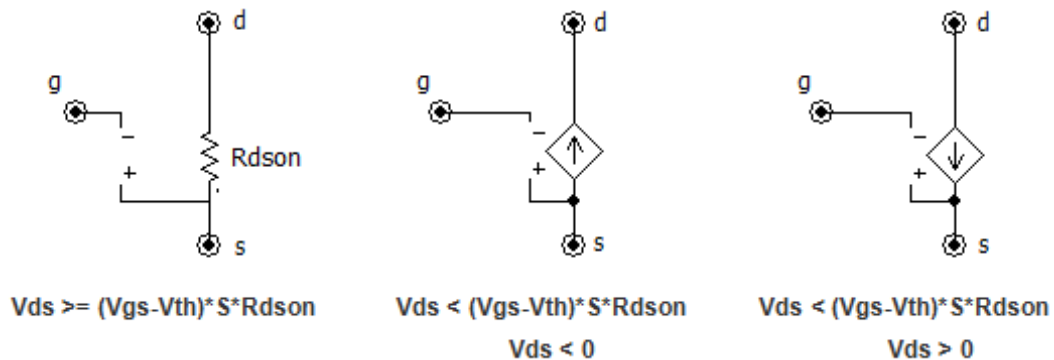 d
d
d
g
g
g
−
−
−
Rdson
+
+
+
s
s
s
Vds >= (Vgs-Vth)*S*Rdson
Vds < (Vgs-Vth)*S*Rdson
Vds < (Vgs-Vth)*S*Rdson
Vds < 0
Vds > 0